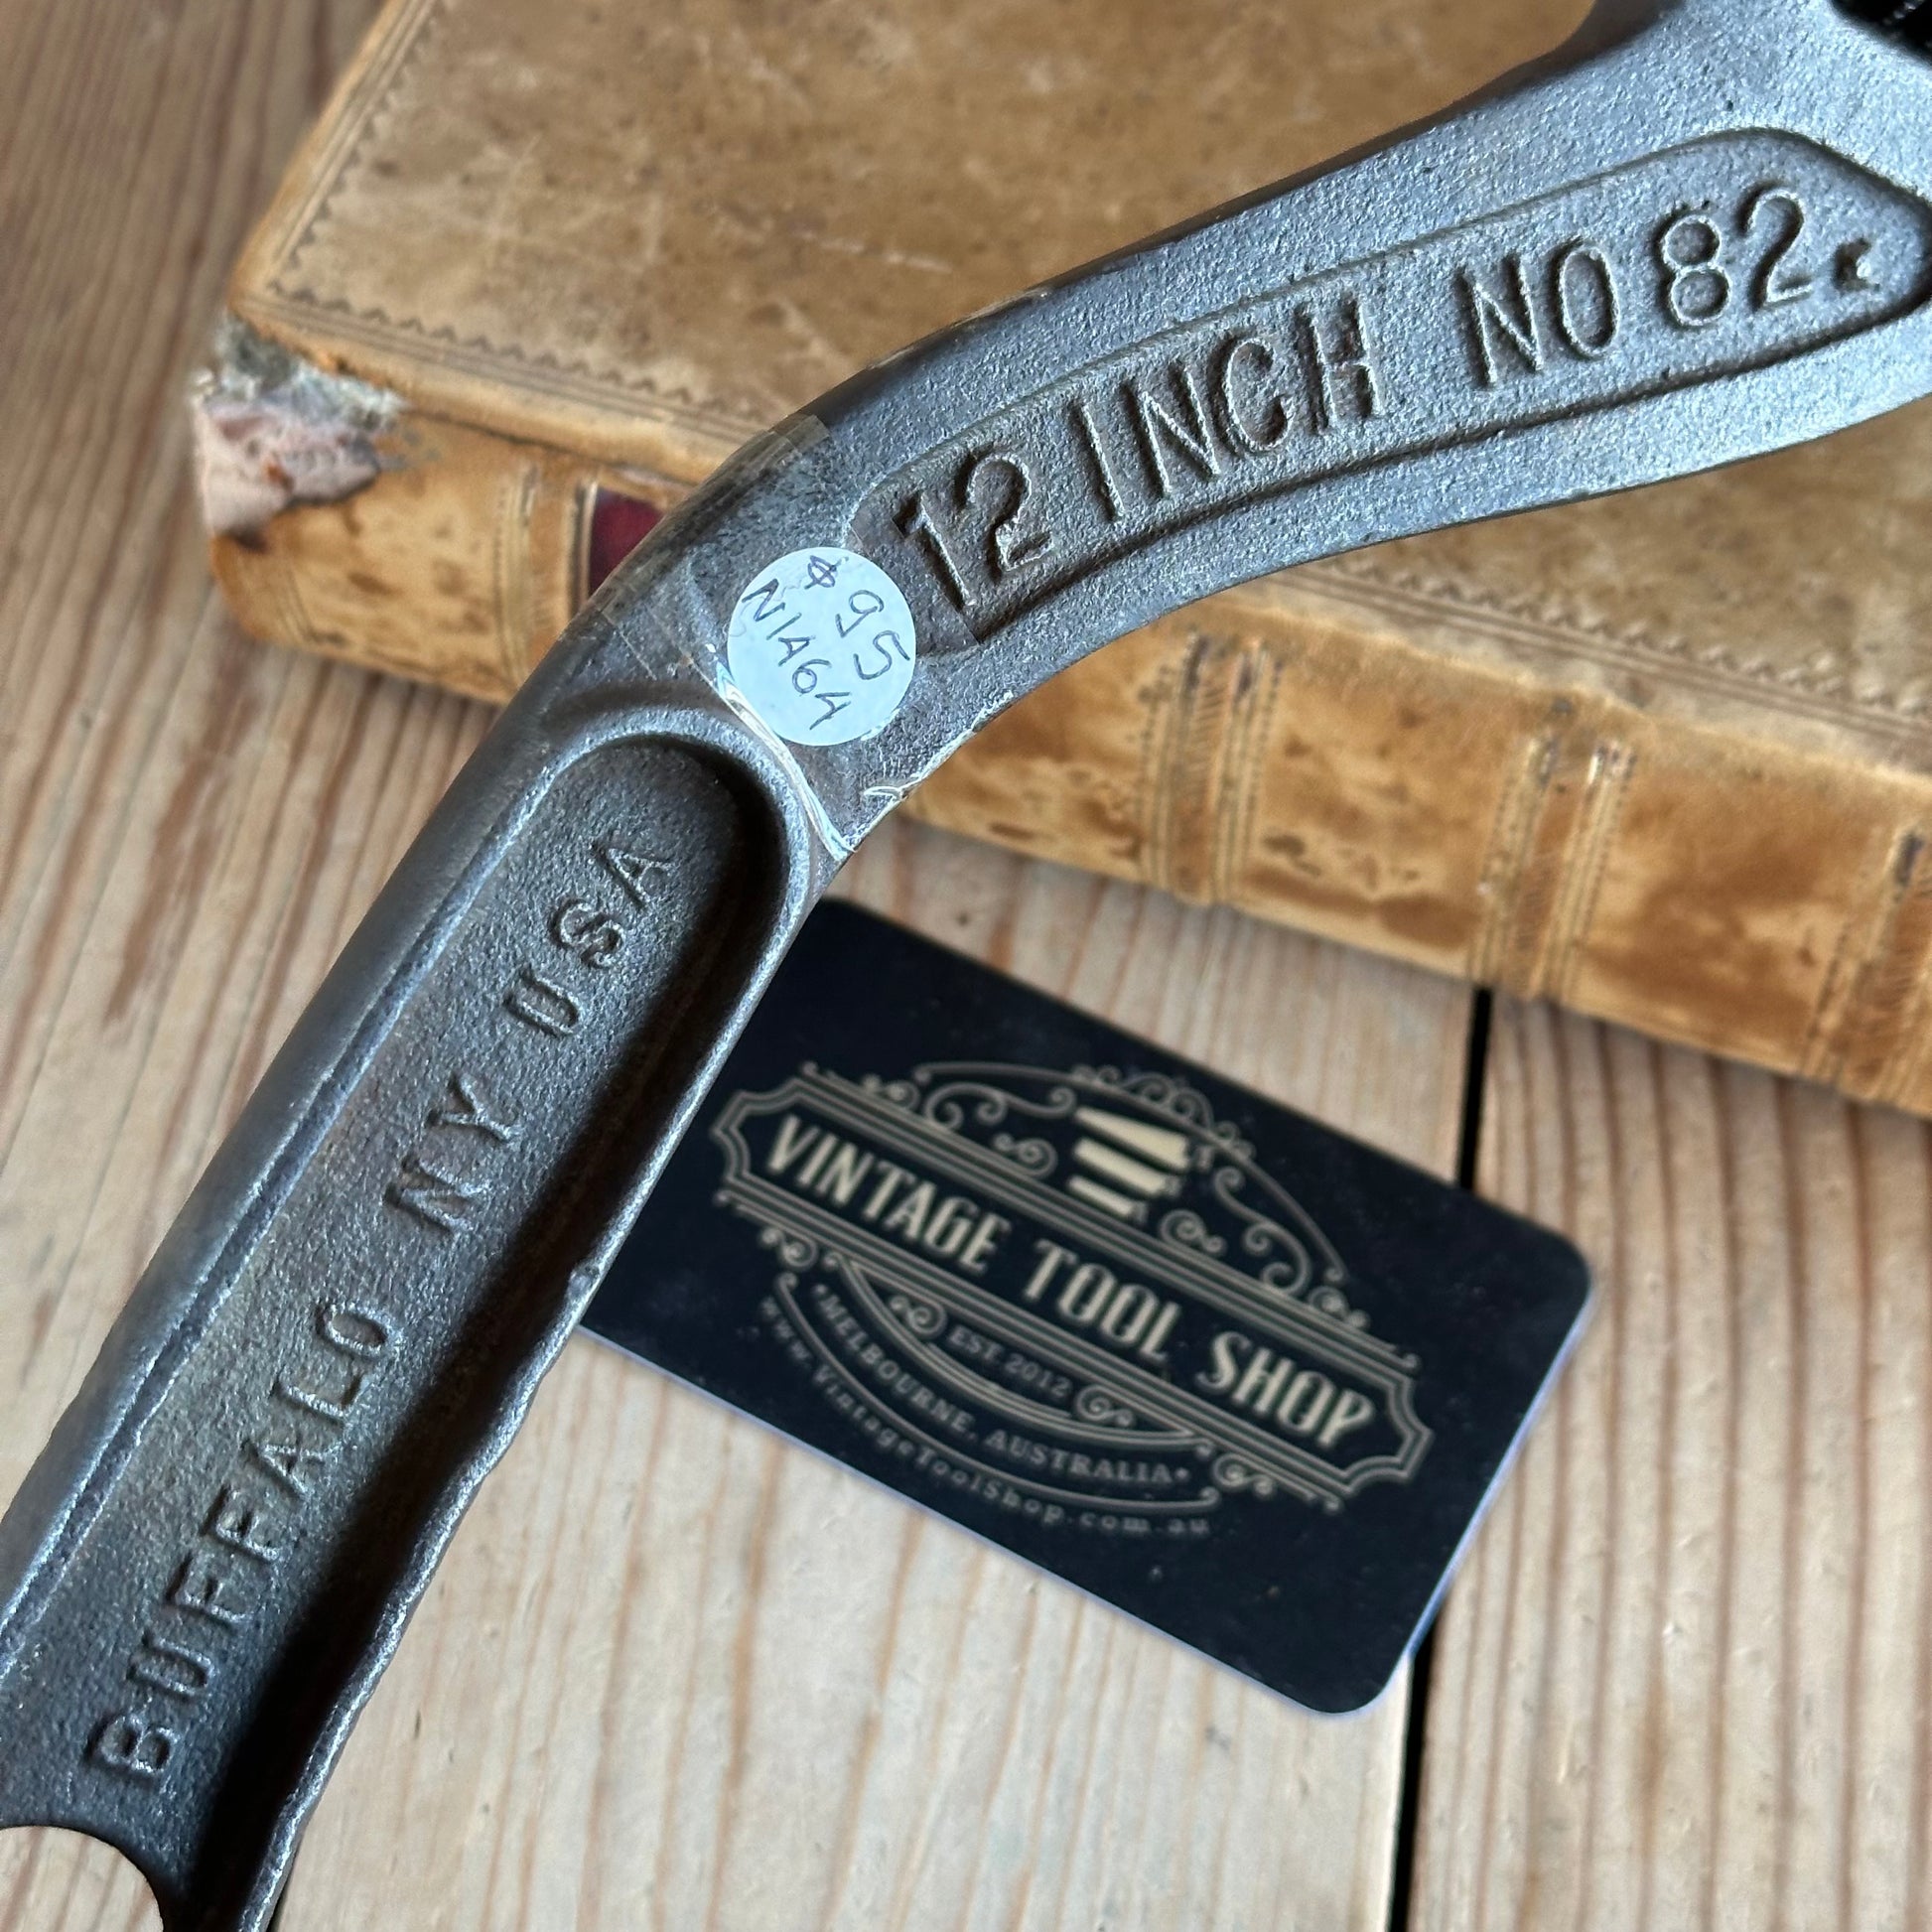 12 INCH NO 82
$95
N1464
BUFFALO NY USA
VINTAGE TOOL SHOP
EST 2012
•MELBOURNE, AUSTRALIA•
www.VintageToolShop.com.au